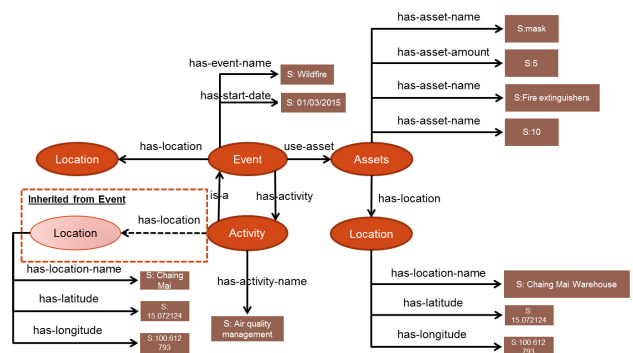 has-asset-name
S:mask
has-asset-amount
S:5
has-event-name
S: Wildfire
has-asset-name
S:Fire extinguishers
has-start-date
S: 01/03/2015
has-asset-name
S:10
Location
has-location
Event
use-asset
Assets
Inherited from Event
is-a
has-activity
has-location
Location
has-location
Activity
Location
has-location-name
S: Chaing
Mai
has-activity-name
has-location-name
S: Chaing Mai Warehouse
has-latitude
S:
15.072124
has-latitude
S:
15.072124
has-longitude
S:100.612
793
S: Air quality
management
has-longitude
S:100.612
793